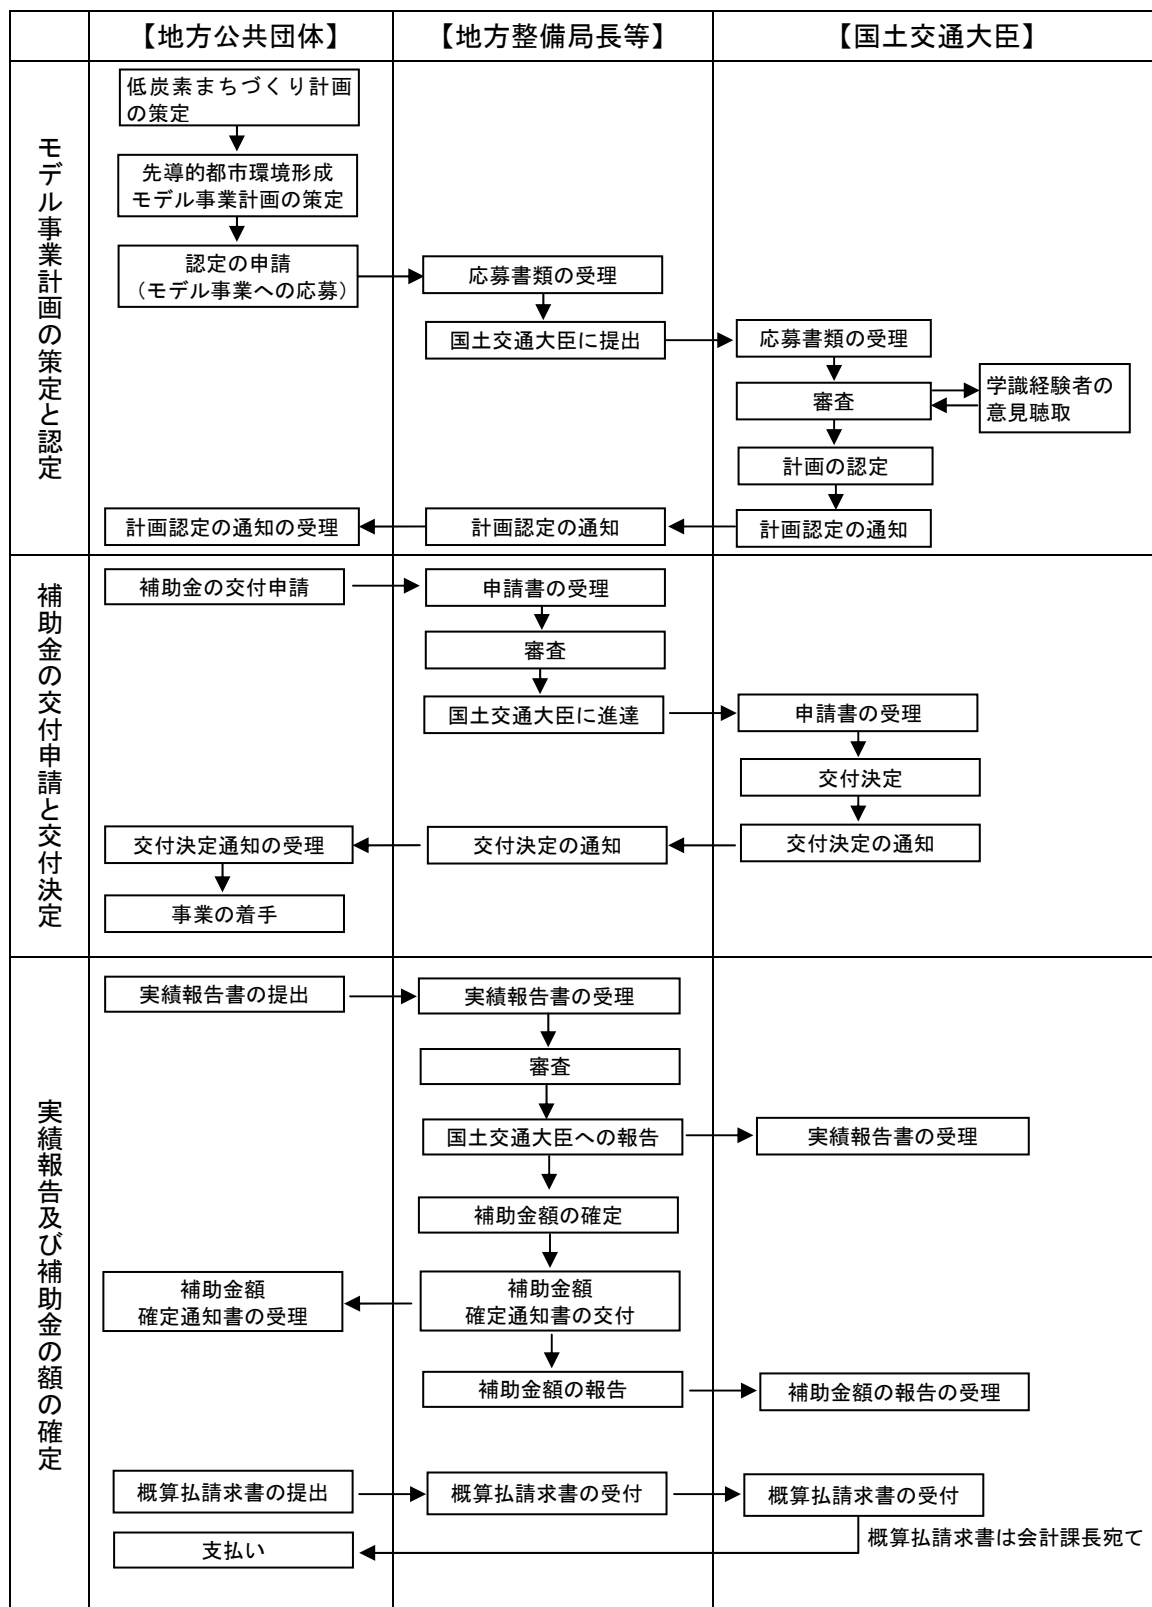 【地方公共団体】
【地方整備局長等】
【国土交通大臣】
モデル事業計画の策定と認定
低炭素まちづくり計画
の策定
先導的都市環境形成
モデル事業計画の策定
認定の申請
（モデル事業への応募）
応募書類の受理
国土交通大臣に提出
応募書類の受理
審査
学識経験者の
意見聴取
計画の認定
計画認定の通知の受理
計画認定の通知
計画認定の通知
補助金の交付申請と交付決定
補助金の交付申請
申請書の受理
審査
国土交通大臣に進達
申請書の受理
交付決定
交付決定通知の受理
交付決定の通知
交付決定の通知
事業の着手
実績報告及び補助金の額の確定
実績報告書の提出
実績報告書の受理
審査
国土交通大臣への報告
実績報告書の受理
補助金額の確定
補助金額
確定通知書の受理
補助金額
確定通知書の交付
補助金額の報告
補助金額の報告の受理
概算払請求書の提出
概算払請求書の受付
概算払請求書の受付
概算払請求書は会計課長宛て
支払い